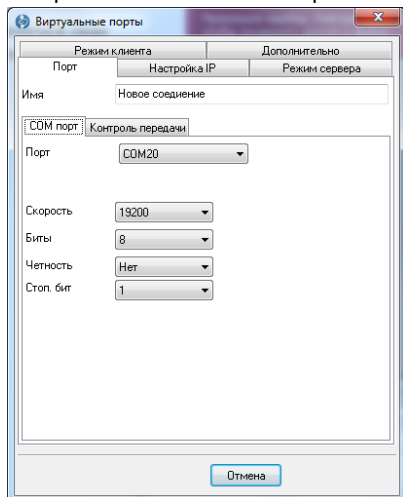 Виртуальные порты
Режим клиента Дополнительно
Порт Настройка IP Режим сервера
Имя Новое соедиение
COM порт Контроль передачи
Порт COM20
Скорость 19200
Биты 8
Четность Нет
Стоп. бит 1
Отмена